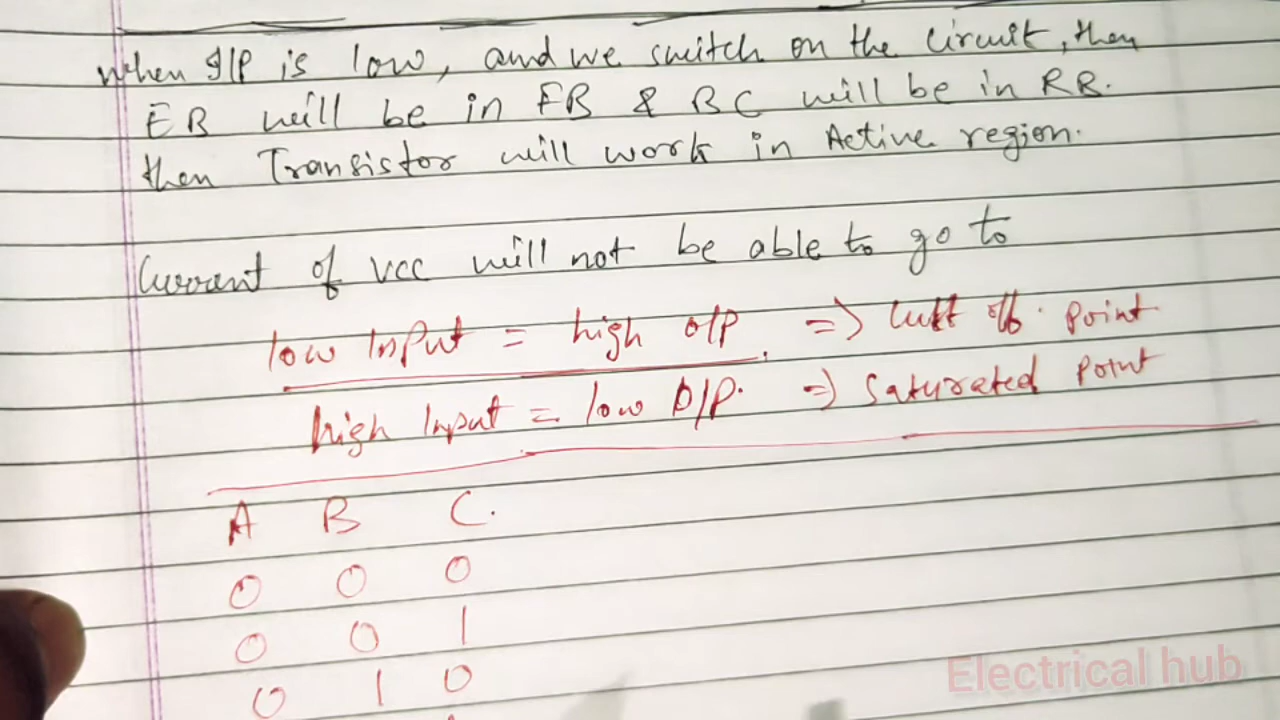 When I/P is low, and we switch on the circuit, then
EB will be in FB & BC will be in RB.
then Transistor will work in Active region.
Current of VCC will not be able to go to
low Input = high O/P. => Cutt off. Point
high Input = low O/P. => Saturated Point
A B C.
0 0 0
0 0 1
0 1 0
Electrical hub